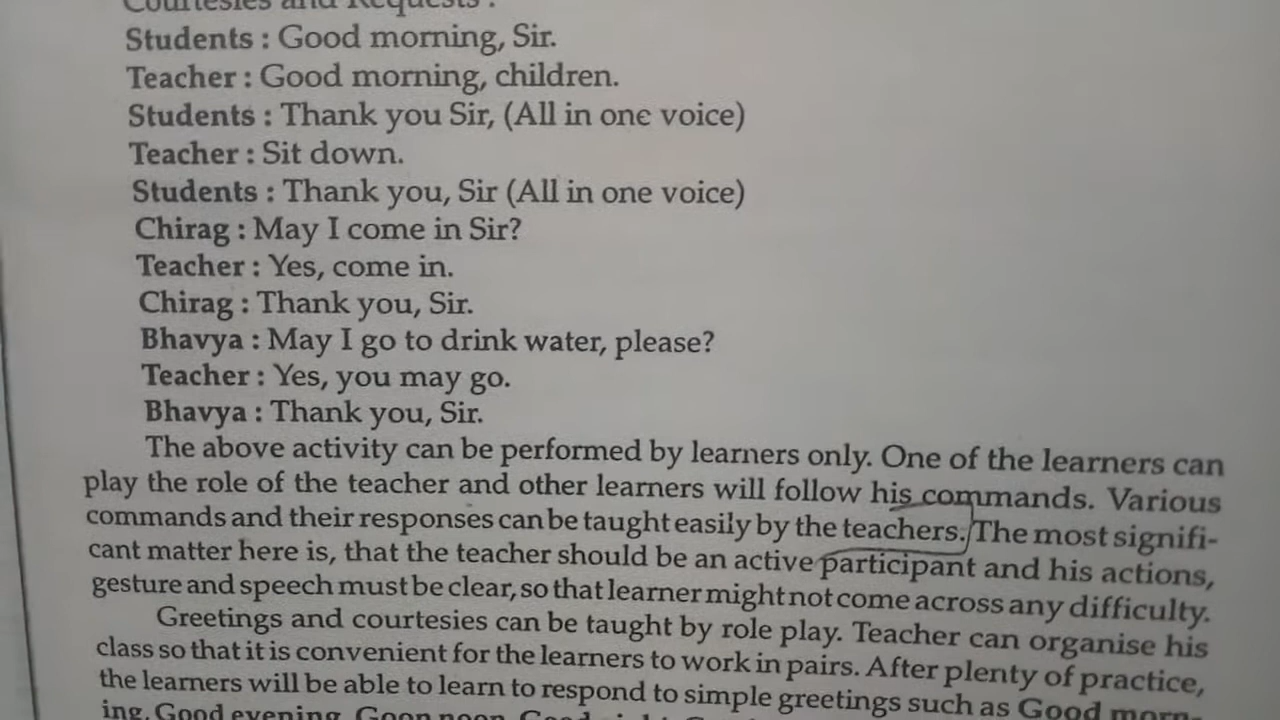 Courtesies and Requests :
Students : Good morning, Sir.
Teacher : Good morning, children.
Students : Thank you Sir, (All in one voice)
Teacher : Sit down.
Students : Thank you, Sir (All in one voice)
Chirag : May I come in Sir?
Teacher : Yes, come in.
Chirag : Thank you, Sir.
Bhavya : May I go to drink water, please?
Teacher : Yes, you may go.
Bhavya : Thank you, Sir.
The above activity can be performed by learners only. One of the learners can
play the role of the teacher and other learners will follow his commands. Various
commands and their responses can be taught easily by the teachers. The most signifi-
cant matter here is, that the teacher should be an active participant and his actions,
gesture and speech must be clear, so that learner might not come across any difficulty.
Greetings and courtesies can be taught by role play. Teacher can organise his
class so that it is convenient for the learners to work in pairs. After plenty of practice,
the learners will be able to learn to respond to simple greetings such as Good morn-
ing, Good evening, Goon noon, Good